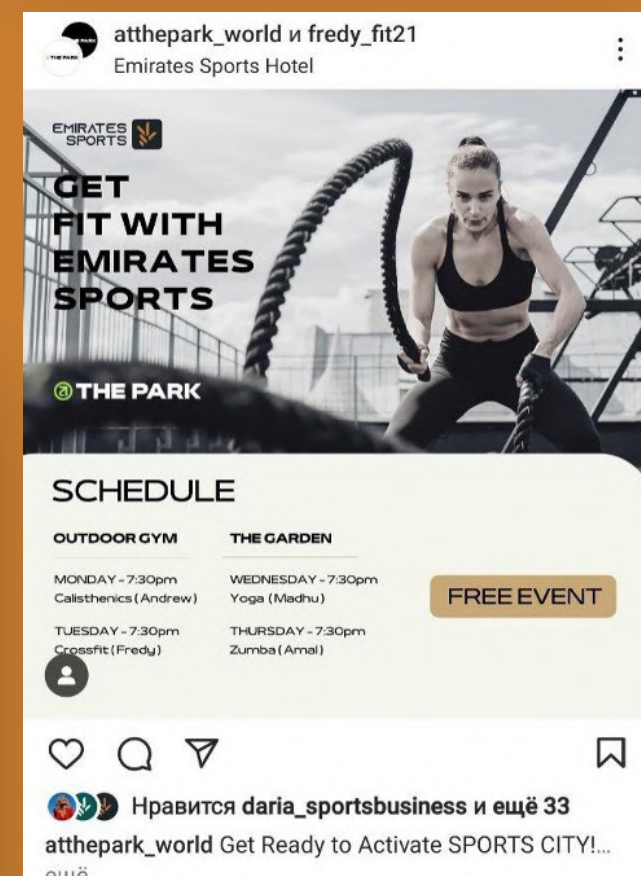 atthepark_world и fredy_fit21
Emirates Sports Hotel
EMIRATES
SPORTS
GET
FIT WITH
EMIRATES
SPORTS
THE PARK
SCHEDULE
OUTDOOR GYM
MONDAY - 7:30pm
Calisthenics (Andrew)
TUESDAY - 7:30pm
Crossfit (Fredy)
THE GARDEN
WEDNESDAY - 7:30pm
Yoga (Madhu)
THURSDAY - 7:30pm
Zumba (Amal)
FREE EVENT
Нравится daria_sportsbusiness и ещё 33
atthepark_world Get Ready to Activate SPORTS CITY!...
ещё